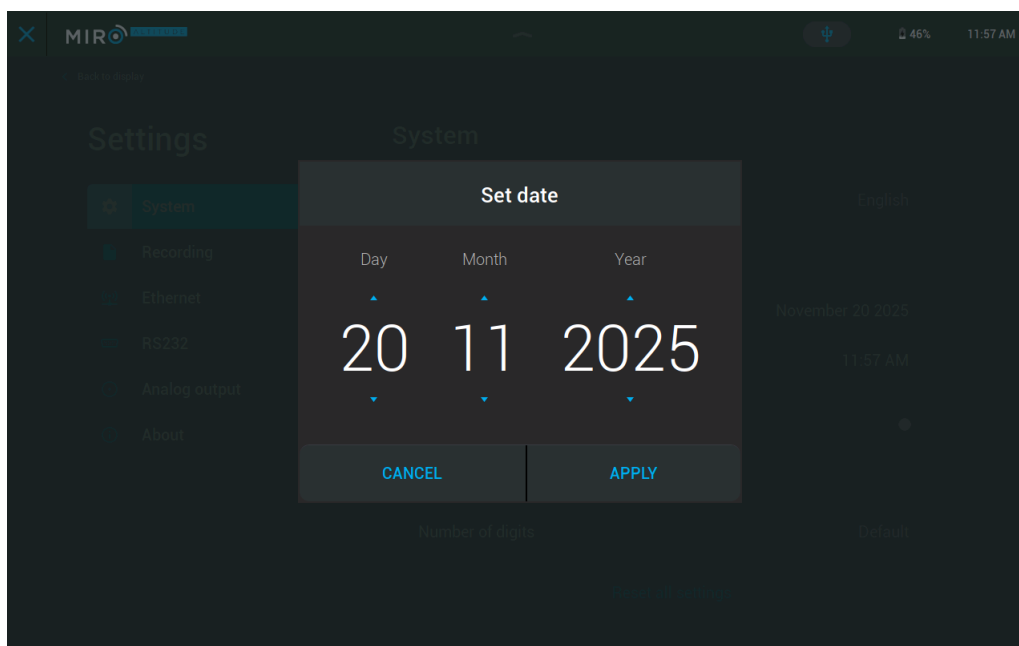 MIRO ALTITUDE
46%
11:57 AM
Back to display
Settings
System
System
English
Recording
Ethernet
November 20 2025
RS232
11:57 AM
Analog output
About
Set date
Day Month Year
20 11 2025
CANCEL
APPLY
Number of digits
Default